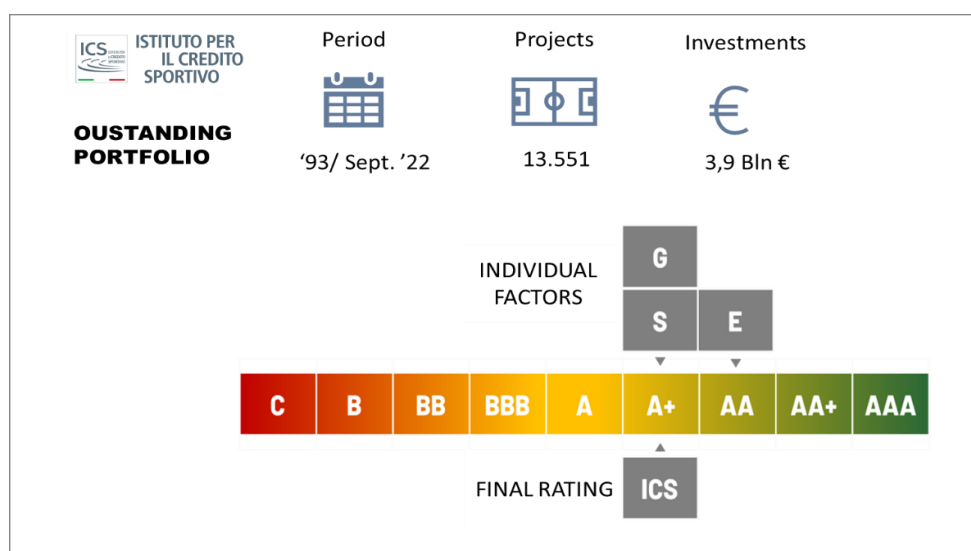 ICS
ISTITUTO PER
IL CREDITO
SPORTIVO
OUSTANDING
PORTFOLIO
Period
Projects
Investments
€
‘93/ Sept. ’22
13.551
3,9 Bln €
INDIVIDUAL
FACTORS
G
S
E
C
B
BB
BBB
A
A+
AA
AA+
AAA
FINAL RATING
ICS